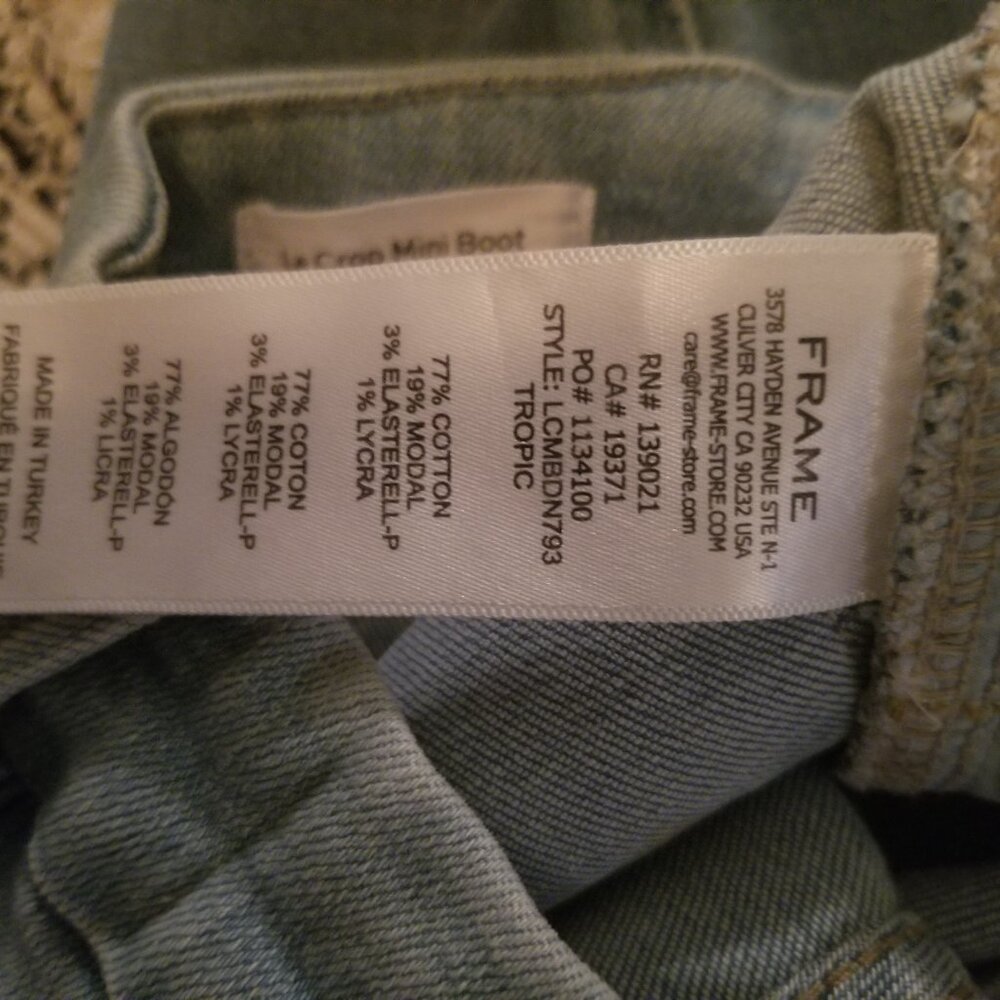 Le Crop Mini Boot
FRAME
3578 HAYDEN AVENUE STE N-1
CULVER CITY CA 90232 USA
WWW.FRAME-STORE.COM
care@frame-store.com
RN# 139021
CA# 19371
PO# 1134100
STYLE: LCMBDN793
TROPIC
77% COTTON
19% MODAL
3% ELASTERELL-P
1% LYCRA
77% COTON
19% MODAL
3% ELASTERELL-P
1% LYCRA
77% ALGODÓN
19% MODAL
3% ELASTERELL-P
1% LICRA
MADE IN TURKEY
FABRIQUÉ EN